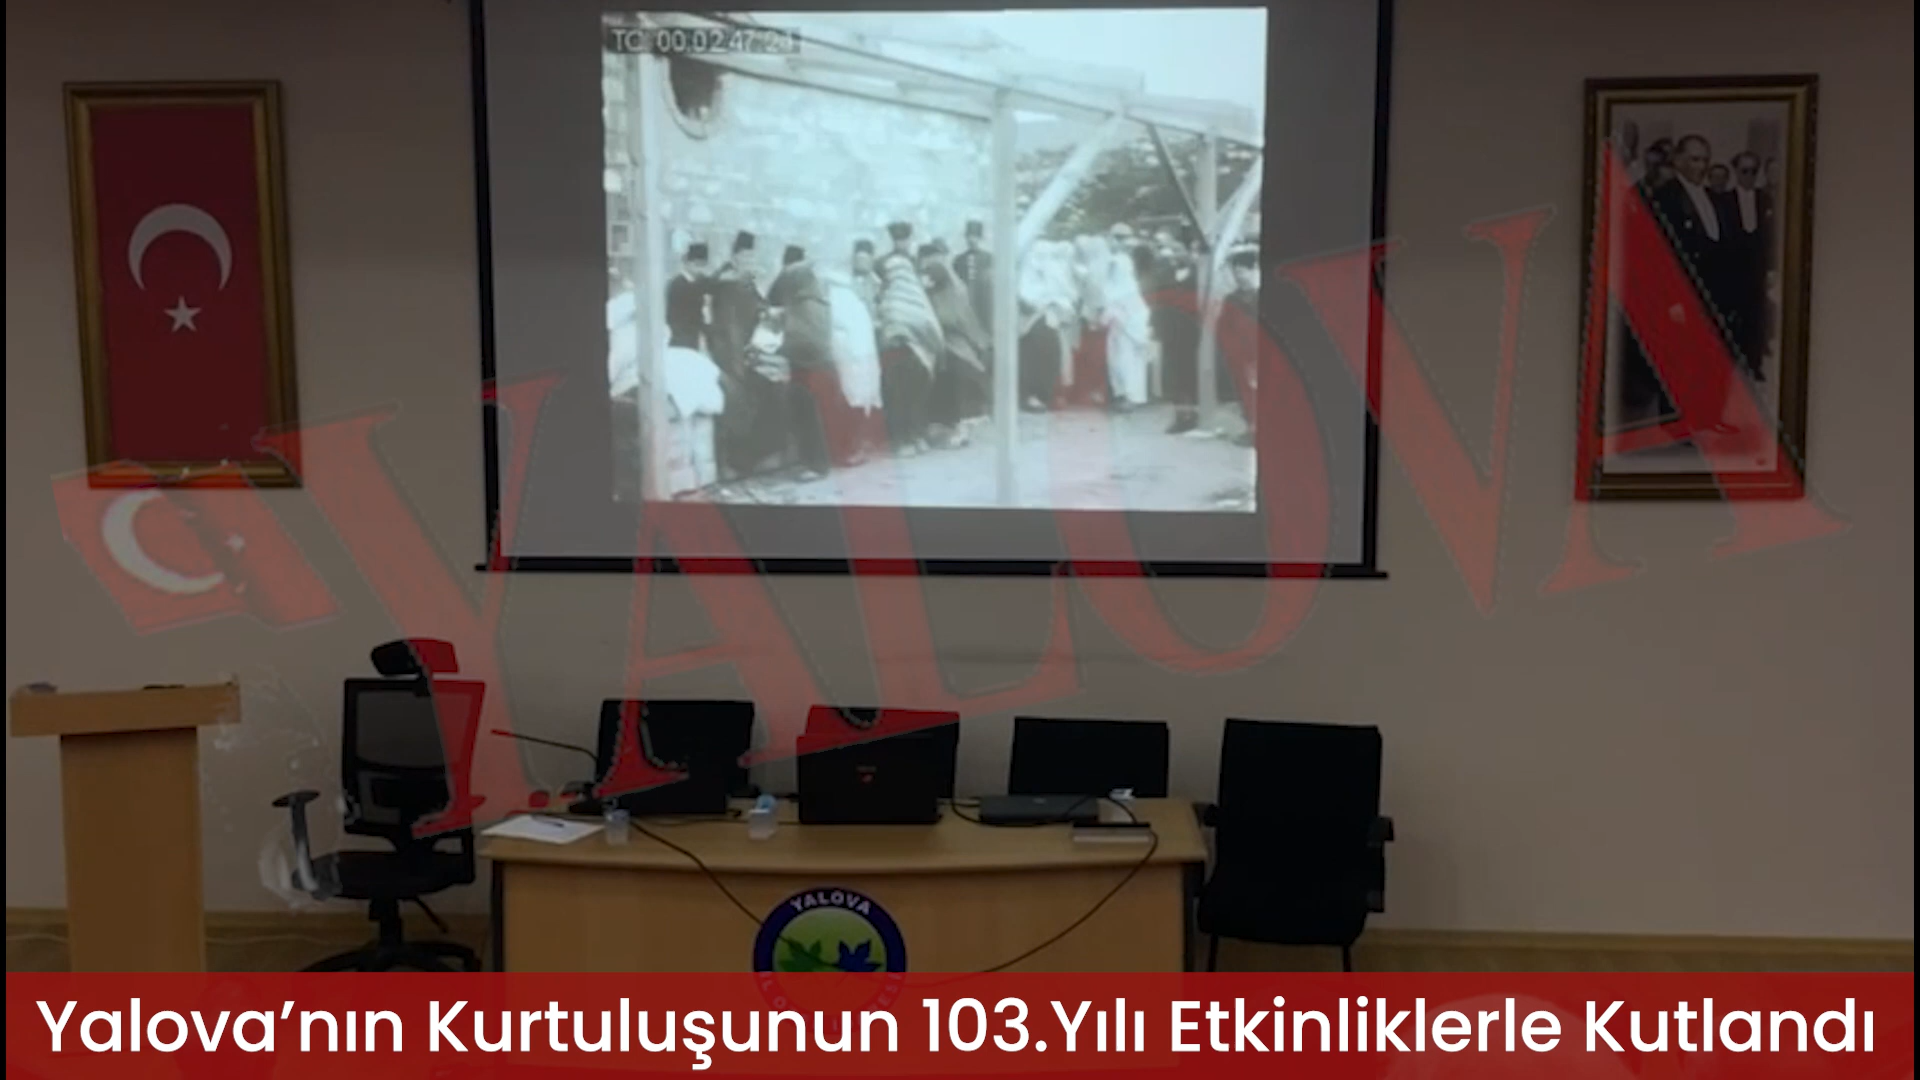 TC 00:02:47:24
YALOVA
YALOVA
Yalova’nın Kurtuluşunun 103.Yılı Etkinliklerle Kutlandı